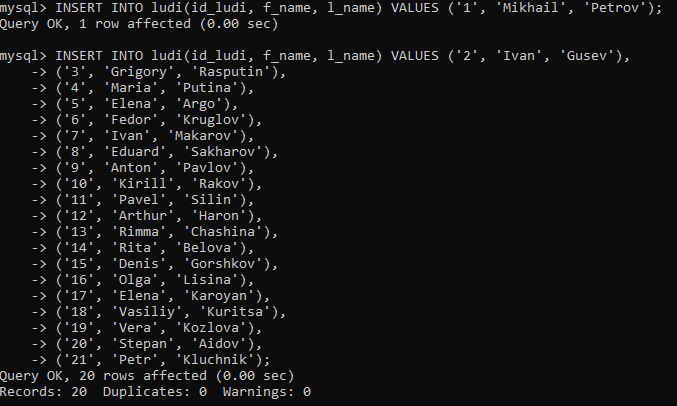 mysql> INSERT INTO ludi(id_ludi, f_name, l_name) VALUES ('1', 'Mikhail', 'Petrov');
Query OK, 1 row affected (0.00 sec)
mysql> INSERT INTO ludi(id_ludi, f_name, l_name) VALUES ('2', 'Ivan', 'Gusev'),
    -> ('3', 'Grigory', 'Rasputin'),
    -> ('4', 'Maria', 'Putina'),
    -> ('5', 'Elena', 'Argo'),
    -> ('6', 'Fedor', 'Kruglov'),
    -> ('7', 'Ivan', 'Makarov'),
    -> ('8', 'Eduard', 'Sakharov'),
    -> ('9', 'Anton', 'Pavlov'),
    -> ('10', 'Kirill', 'Rakov'),
    -> ('11', 'Pavel', 'Silin'),
    -> ('12', 'Arthur', 'Haron'),
    -> ('13', 'Rimma', 'Chashina'),
    -> ('14', 'Rita', 'Belova'),
    -> ('15', 'Denis', 'Gorshkov'),
    -> ('16', 'Olga', 'Lisina'),
    -> ('17', 'Elena', 'Karoyan'),
    -> ('18', 'Vasiliy', 'Kuritsa'),
    -> ('19', 'Vera', 'Kozlova'),
    -> ('20', 'Stepan', 'Aidov'),
    -> ('21', 'Petr', 'Kluchnik');
Query OK, 20 rows affected (0.00 sec)
Records: 20  Duplicates: 0  Warnings: 0